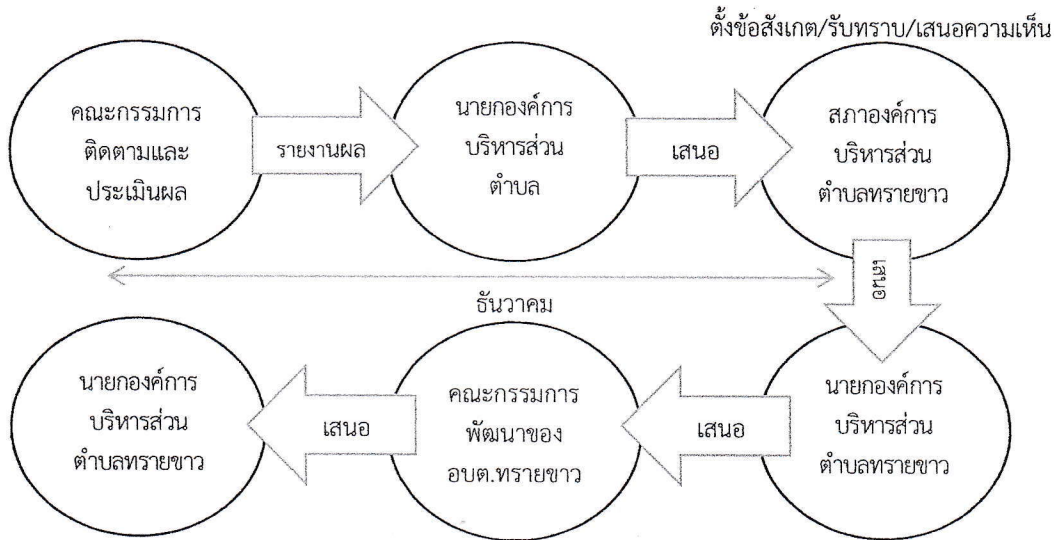 ตั้งข้อสังเกต/รับทราบ/เสนอความเห็น
คณะกรรมการ
ติดตามและ
ประเมินผล
รายงานผล
นายกองค์การ
บริหารส่วน
ตำบล
เสนอ
สภาองค์การ
บริหารส่วน
ตำบลทรายขาว
เสนอ
ธันวาคม
นายกองค์การ
บริหารส่วน
ตำบลทรายขาว
เสนอ
คณะกรรมการ
พัฒนาของ
อบต.ทรายขาว
เสนอ
นายกองค์การ
บริหารส่วน
ตำบลทรายขาว